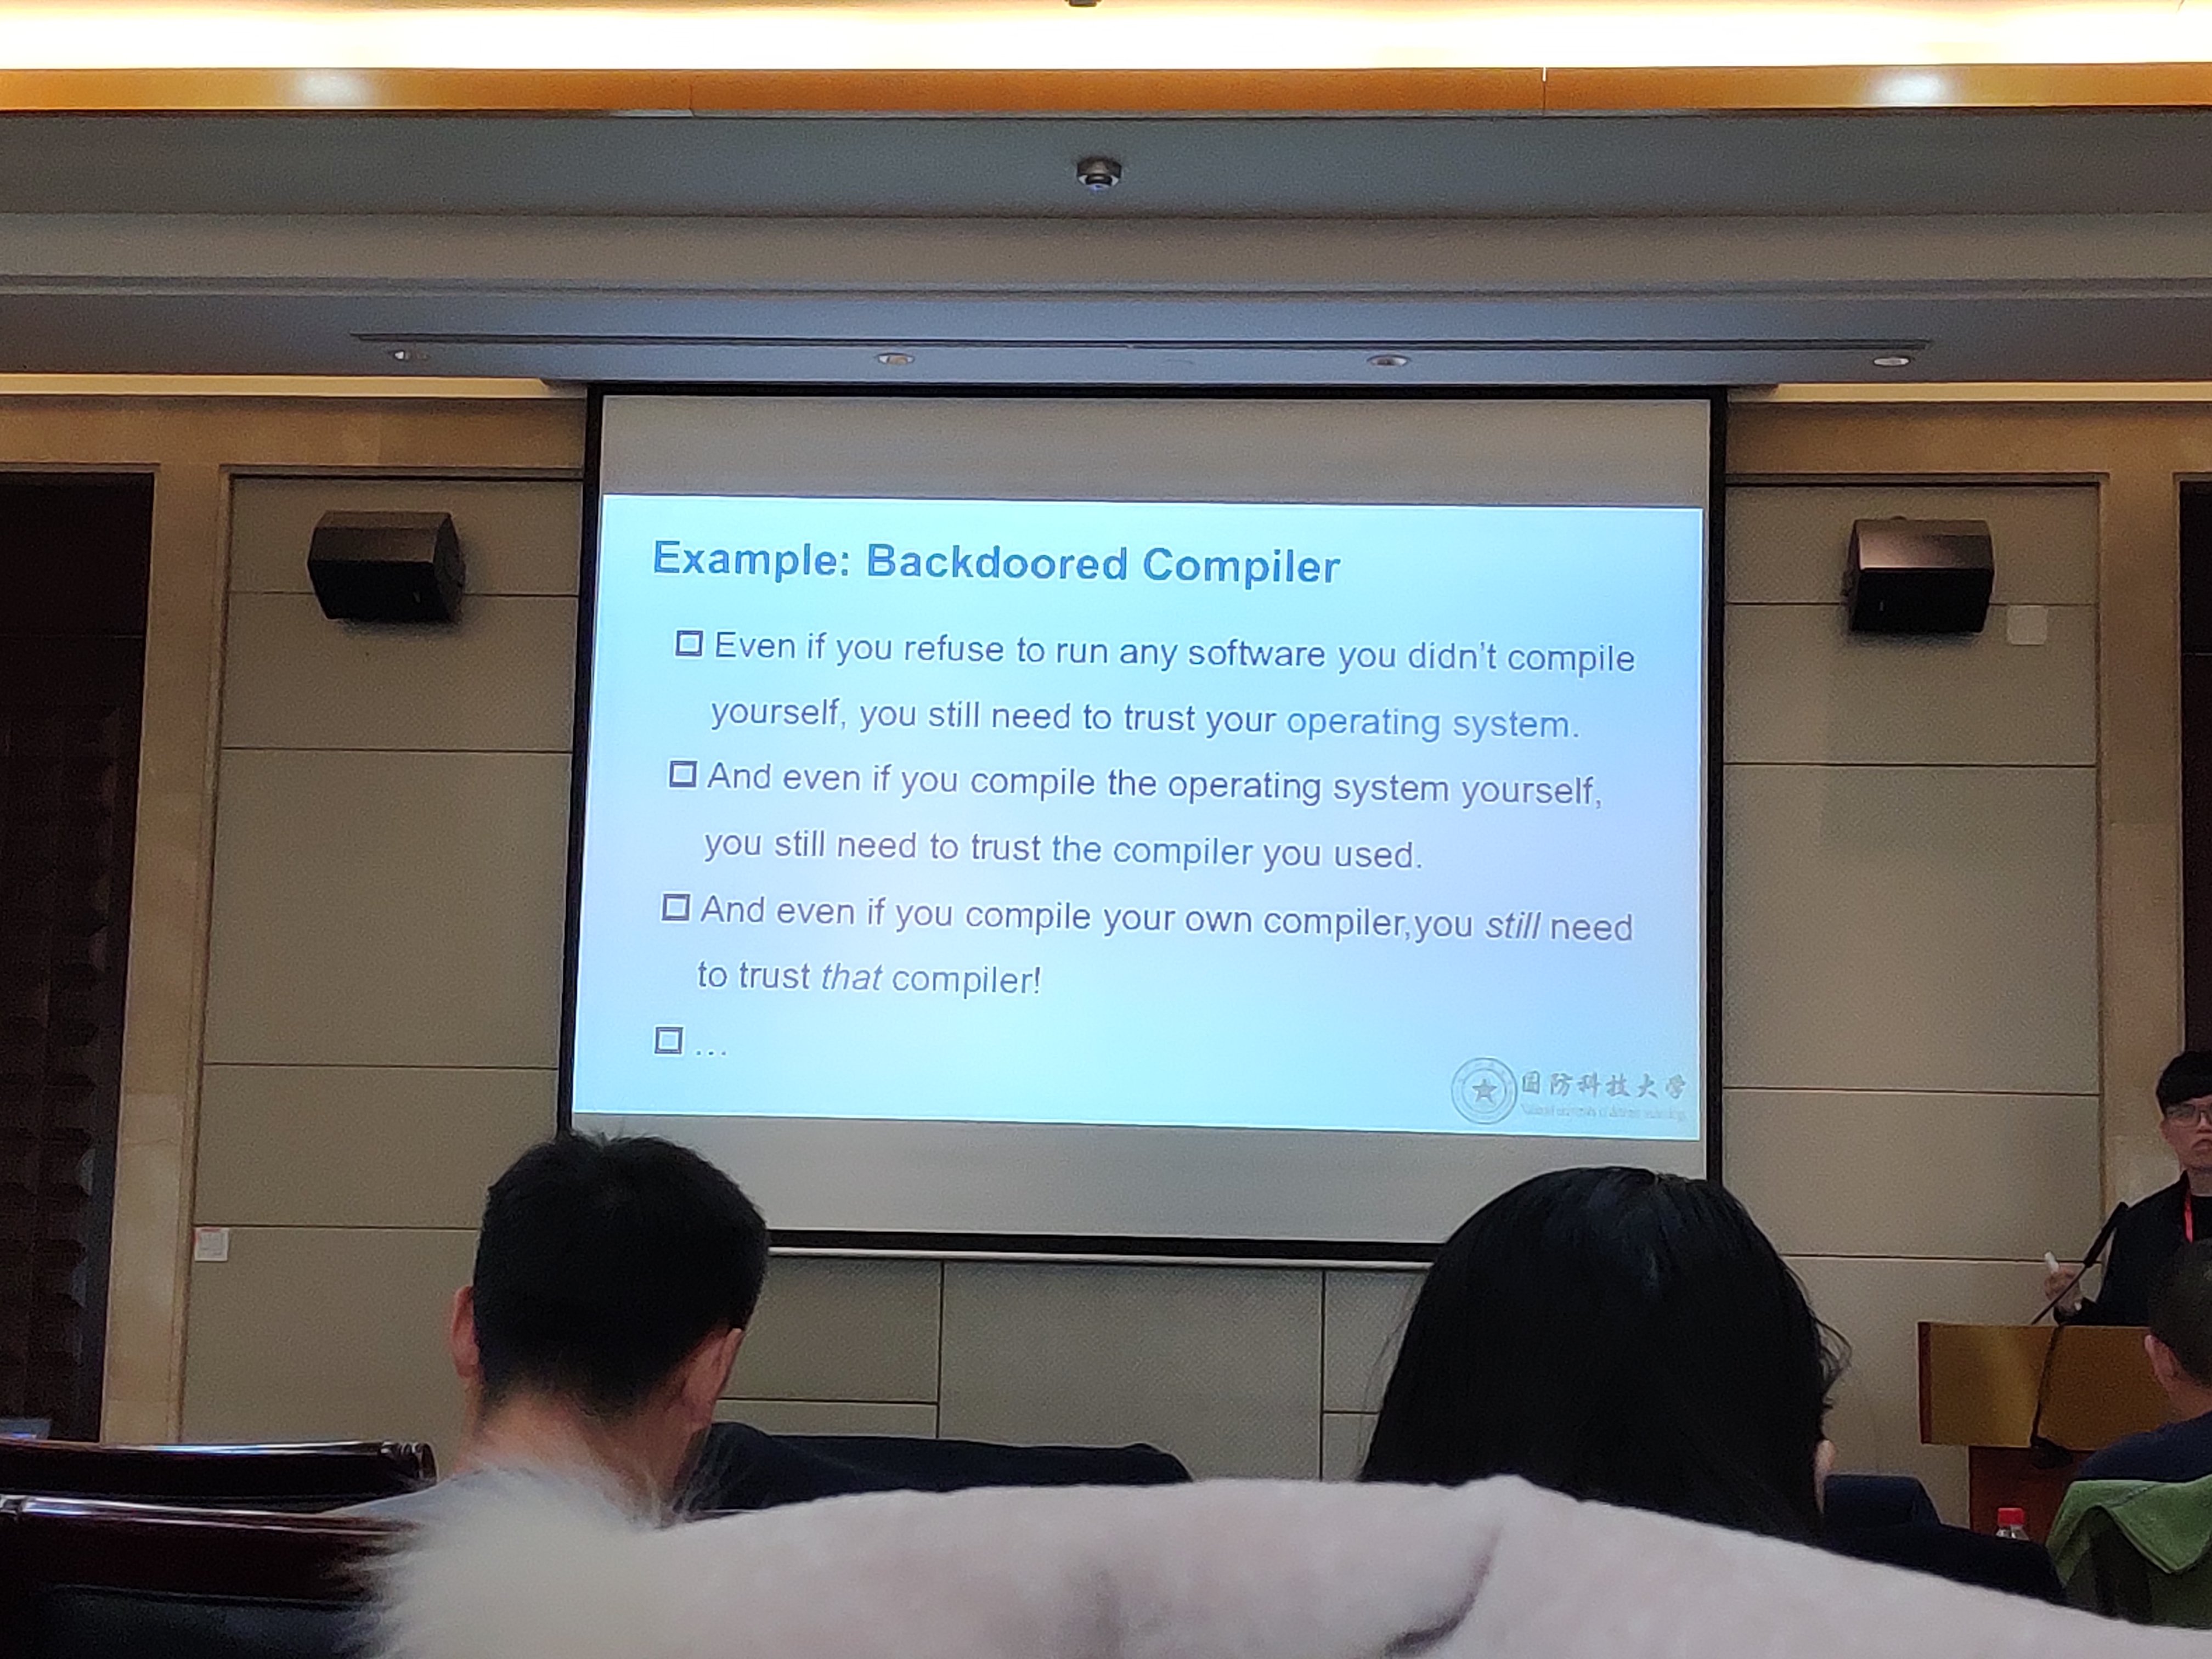 Example: Backdoored Compiler
Even if you refuse to run any software you didn't compile
yourself, you still need to trust your operating system.
And even if you compile the operating system yourself,
you still need to trust the compiler you used.
And even if you compile your own compiler,you still need
to trust that compiler!
...
国防科技大学